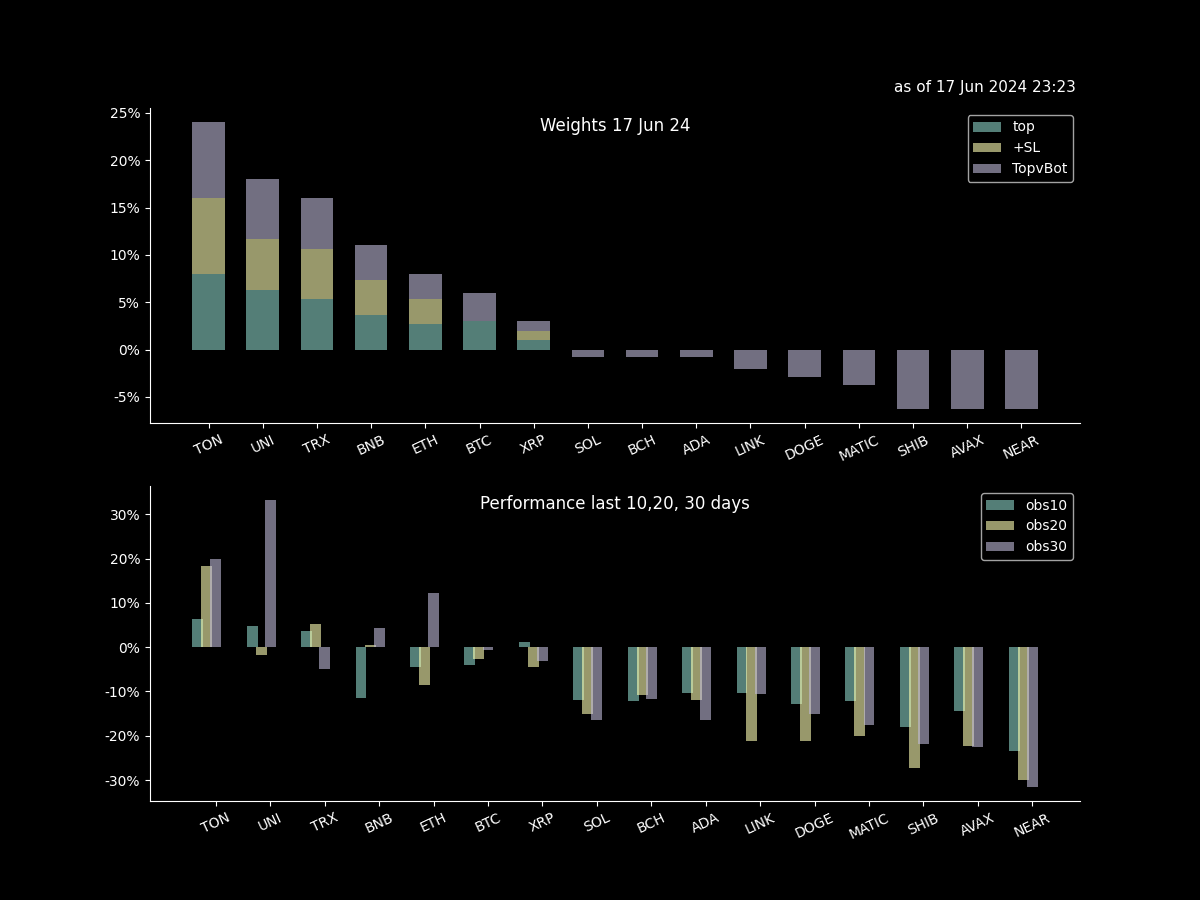 as of 17 Jun 2024 23:23
Weights 17 Jun 24
top
+SL
TopvBot
25%
20%
15%
10%
5%
0%
-5%
TON UNI TRX BNB ETH BTC XRP SOL BCH ADA LINK DOGE MATIC SHIB AVAX NEAR
Performance last 10,20, 30 days
obs10
obs20
obs30
30%
20%
10%
0%
-10%
-20%
-30%
TON UNI TRX BNB ETH BTC XRP SOL BCH ADA LINK DOGE MATIC SHIB AVAX NEAR